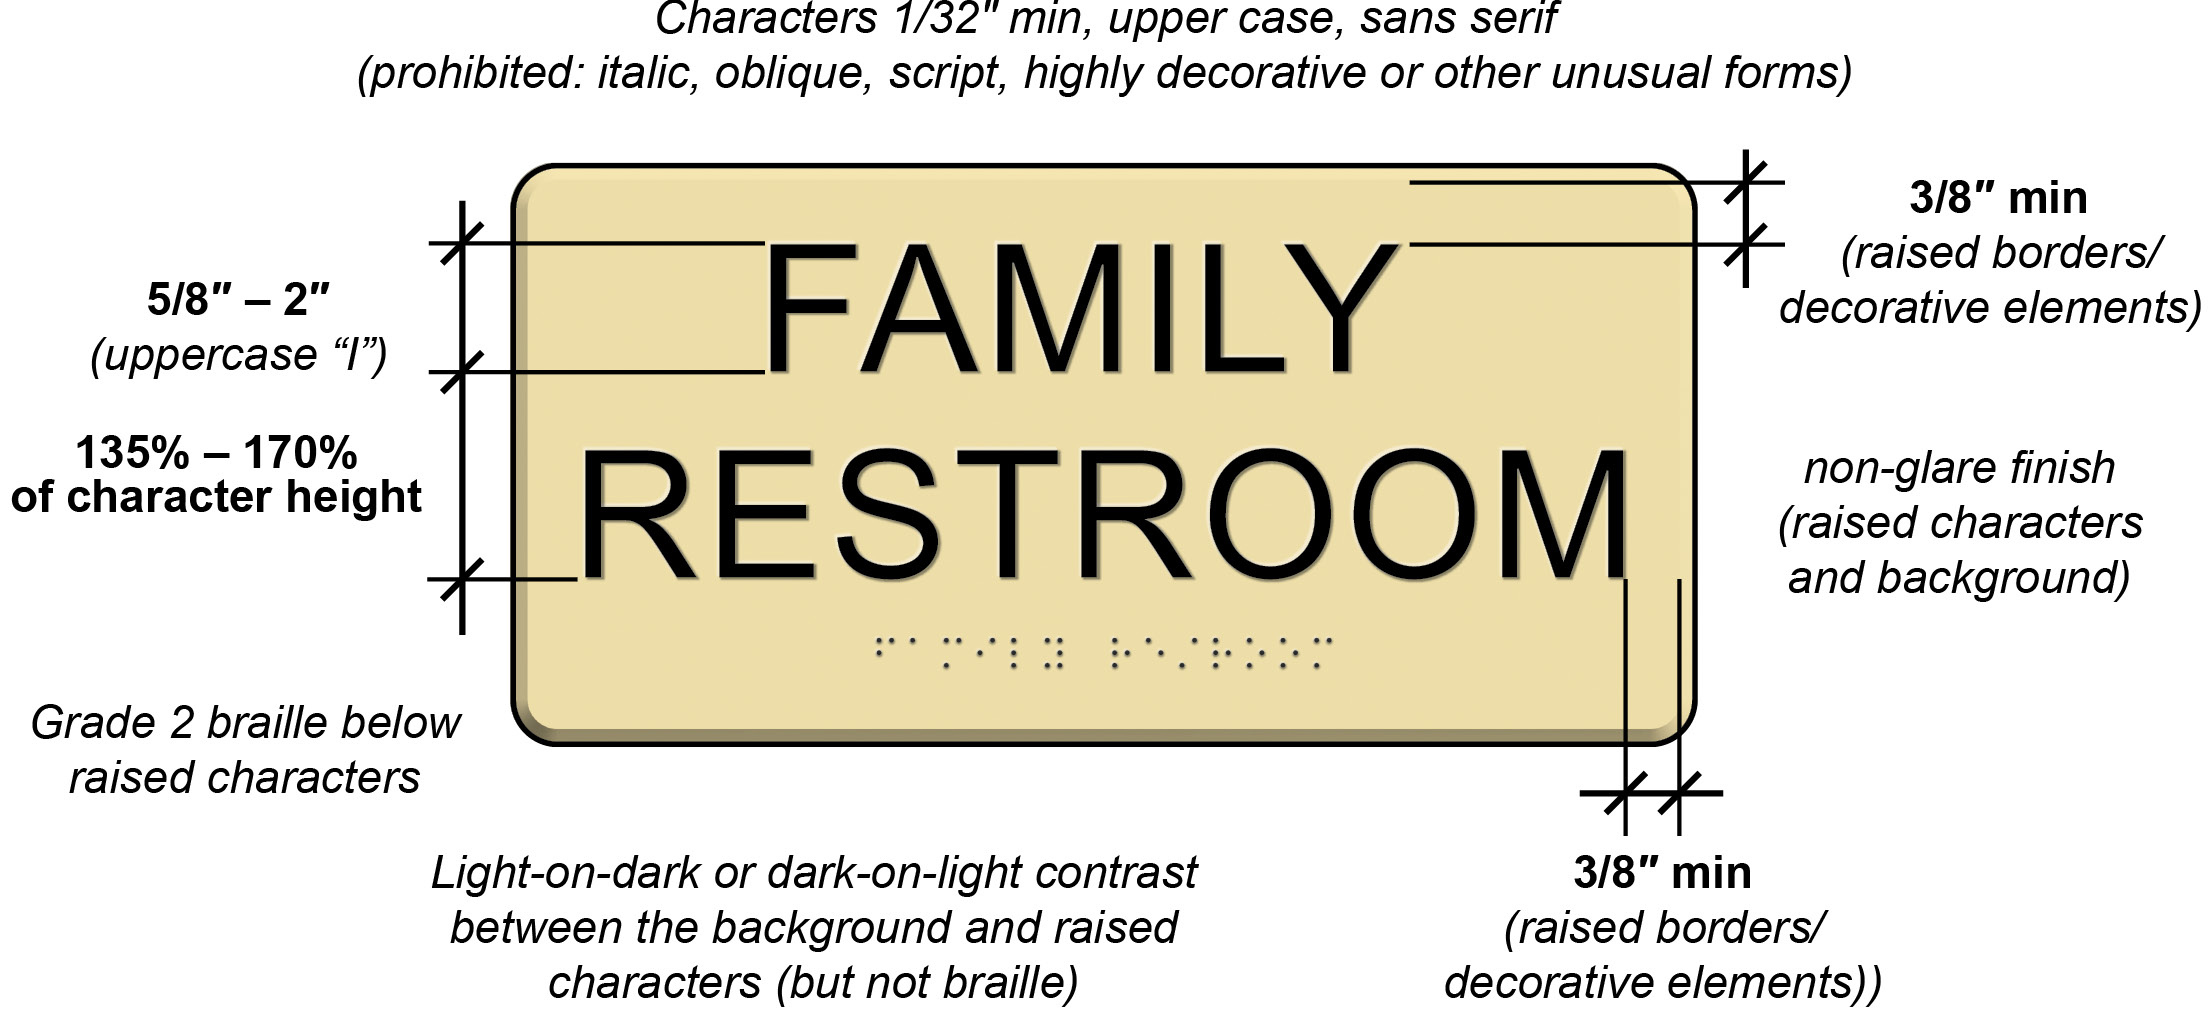 Characters 1/32″ min, upper case, sans serif
(prohibited: italic, oblique, script, highly decorative or other unusual forms)
3/8″ min
(raised borders/
decorative elements)
5/8″ – 2″
(uppercase “I”)
FAMILY
135% – 170%
of character height
RESTROOM
non-glare finish
(raised characters
and background)
⠋⠁⠍⠊⠇⠽ ⠗⠑⠌⠗⠕⠕⠍
Grade 2 braille below
raised characters
Light-on-dark or dark-on-light contrast
between the background and raised
characters (but not braille)
3/8″ min
(raised borders/
decorative elements))